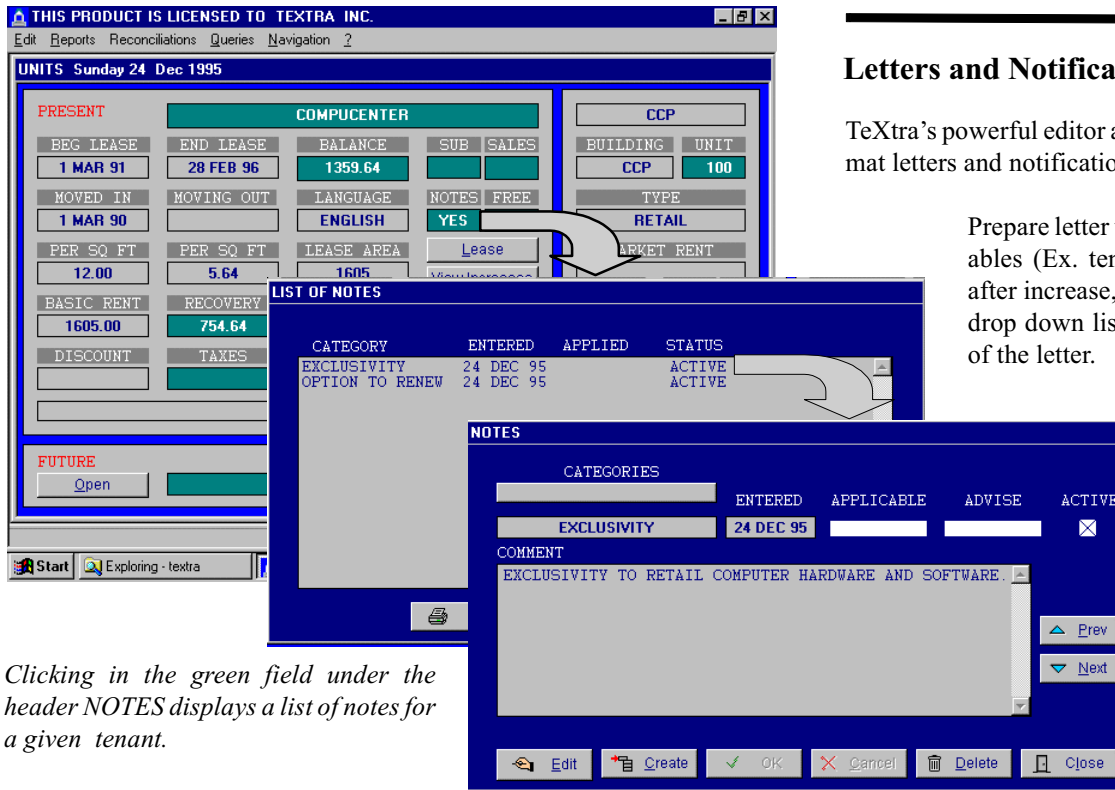 THIS PRODUCT IS LICENSED TO TEXTRA INC.
Edit Reports Reconciliations Queries Navigation ?
UNITS Sunday 24 Dec 1995
PRESENT
COMPUCENTER
CCP
BEG LEASE END LEASE BALANCE SUB SALES BUILDING UNIT
1 MAR 91 28 FEB 96 1359.64 CCP 100
MOVED IN MOVING OUT LANGUAGE NOTES FREE TYPE
1 MAR 90 ENGLISH YES RETAIL
PER SQ FT PER SQ FT LEASE AREA Lease MARKET RENT
12.00 5.64 1605 View Increases
BASIC RENT RECOVERY
1605.00 754.64
DISCOUNT TAXES
FUTURE
Open
Start Exploring - textra
LIST OF NOTES
CATEGORY ENTERED APPLIED STATUS
EXCLUSIVITY 24 DEC 95 ACTIVE
OPTION TO RENEW 24 DEC 95 ACTIVE
NOTES
CATEGORIES
ENTERED APPLICABLE ADVISE ACTIVE
EXCLUSIVITY 24 DEC 95
COMMENT
EXCLUSIVITY TO RETAIL COMPUTER HARDWARE AND SOFTWARE.
Prev
Next
Edit Create OK Cancel Delete Close
Clicking in the green field under the
header NOTES displays a list of notes for
a given tenant.
Letters and Notifica
TeXtra's powerful editor a
mat letters and notificatio
Prepare letter
ables (Ex. ten
after increase,
drop down lis
of the letter.